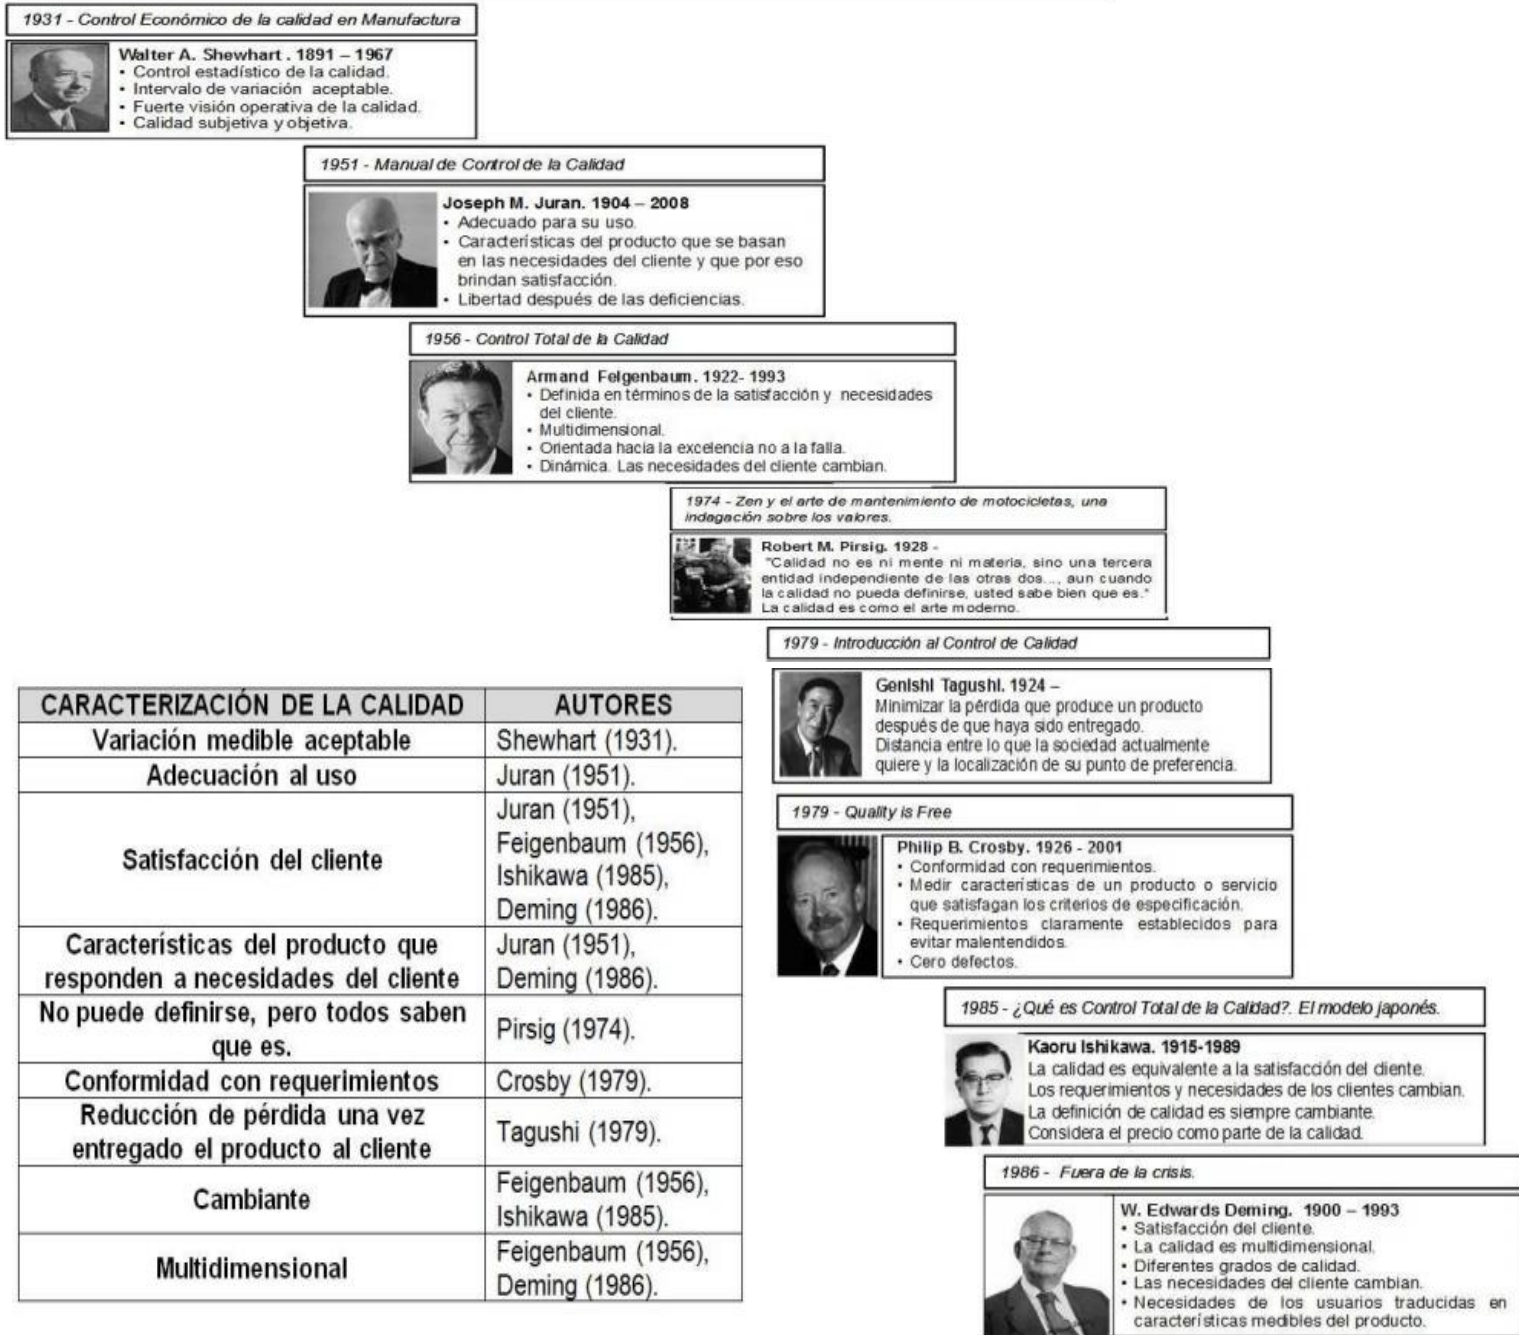 1931 - Control Económico de la calidad en Manufactura
Walter A. Shewhart . 1891 – 1967
• Control estadístico de la calidad.
• Intervalo de variación aceptable.
• Fuerte visión operativa de la calidad.
• Calidad subjetiva y objetiva.
1951 - Manual de Control de la Calidad
Joseph M. Juran. 1904 – 2008
• Adecuado para su uso.
• Características del producto que se basan
en las necesidades del cliente y que por eso
brindan satisfacción.
• Libertad después de las deficiencias.
1956 - Control Total de la Calidad
Armand Feigenbaum. 1922- 1993
• Definida en términos de la satisfacción y necesidades
del cliente.
• Multidimensional.
• Orientada hacia la excelencia no a la falla.
• Dinámica. Las necesidades del cliente cambian.
1974 - Zen y el arte de mantenimiento de motocicletas, una
indagación sobre los valores.
Robert M. Pirsig. 1928 -
"Calidad no es ni mente ni materia, sino una tercera
entidad independiente de las otras dos..., aun cuando
la calidad no pueda definirse, usted sabe bien que es."
La calidad es como el arte moderno.
1979 - Introducción al Control de Calidad
Genishi Tagushi. 1924 –
Minimizar la pérdida que produce un producto
después de que haya sido entregado.
Distancia entre lo que la sociedad actualmente
quiere y la localización de su punto de preferencia.
1979 - Quality is Free
Philip B. Crosby. 1926 - 2001
• Conformidad con requerimientos.
• Medir características de un producto o servicio
que satisfagan los criterios de especificación.
• Requerimientos claramente establecidos para
evitar malentendidos.
• Cero defectos.
1985 - ¿Qué es Control Total de la Calidad?. El modelo japonés.
Kaoru Ishikawa. 1915-1989
La calidad es equivalente a la satisfacción del cliente.
Los requerimientos y necesidades de los clientes cambian.
La definición de calidad es siempre cambiante.
Considera el precio como parte de la calidad.
1986 - Fuera de la crisis.
W. Edwards Deming. 1900 – 1993
• Satisfacción del cliente.
• La calidad es multidimensional.
• Diferentes grados de calidad.
• Las necesidades del cliente cambian.
• Necesidades de los usuarios traducidas en
características medibles del producto.
CARACTERIZACIÓN DE LA CALIDAD
AUTORES
Variación medible aceptable
Shewhart (1931).
Adecuación al uso
Juran (1951).
Satisfacción del cliente
Juran (1951),
Feigenbaum (1956),
Ishikawa (1985),
Deming (1986).
Características del producto que
responden a necesidades del cliente
Juran (1951),
Deming (1986).
No puede definirse, pero todos saben
que es.
Pirsig (1974).
Conformidad con requerimientos
Crosby (1979).
Reducción de pérdida una vez
entregado el producto al cliente
Tagushi (1979).
Cambiante
Feigenbaum (1956),
Ishikawa (1985).
Multidimensional
Feigenbaum (1956),
Deming (1986).